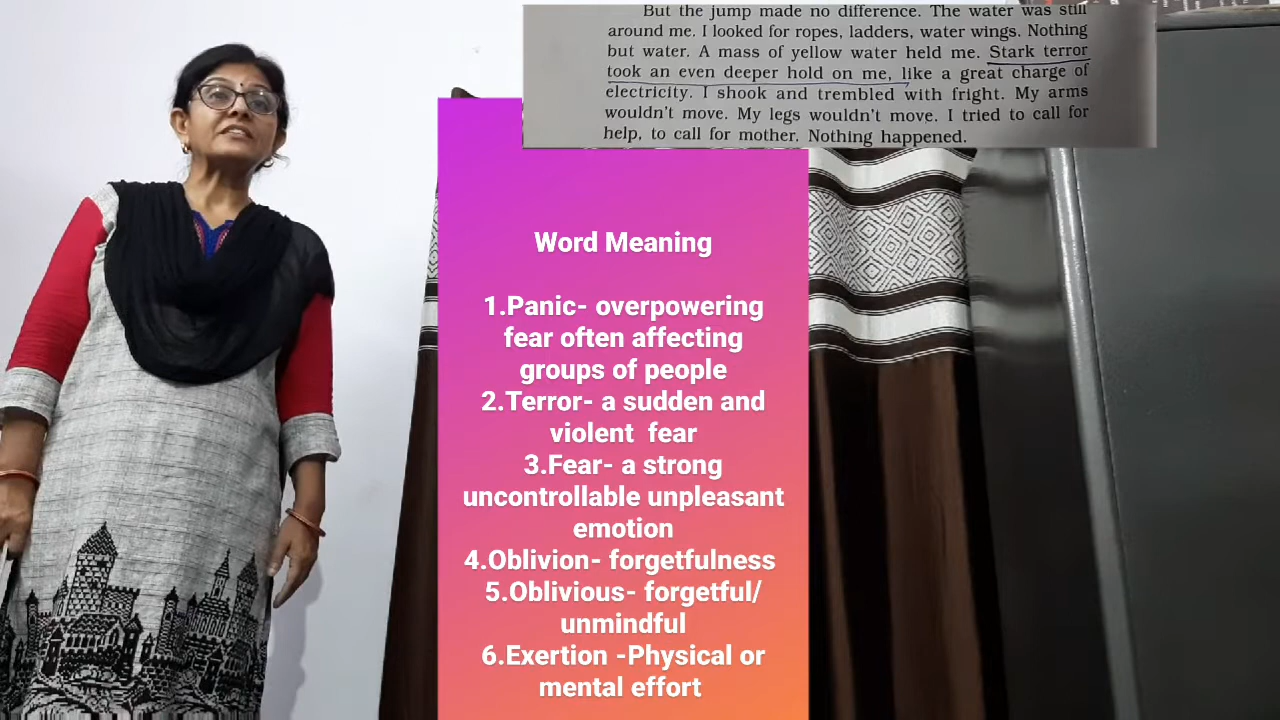 But the jump made no difference. The water was still
around me. I looked for ropes, ladders, water wings. Nothing
but water. A mass of yellow water held me. Stark terror
took an even deeper hold on me, like a great charge of
electricity. I shook and trembled with fright. My arms
wouldn't move. My legs wouldn't move. I tried to call for
help, to call for mother. Nothing happened.
Word Meaning
1.Panic- overpowering
fear often affecting
groups of people
2.Terror- a sudden and
violent fear
3.Fear- a strong
uncontrollable unpleasant
emotion
4.Oblivion- forgetfulness
5.Oblivious- forgetful/
unmindful
6.Exertion -Physical or
mental effort